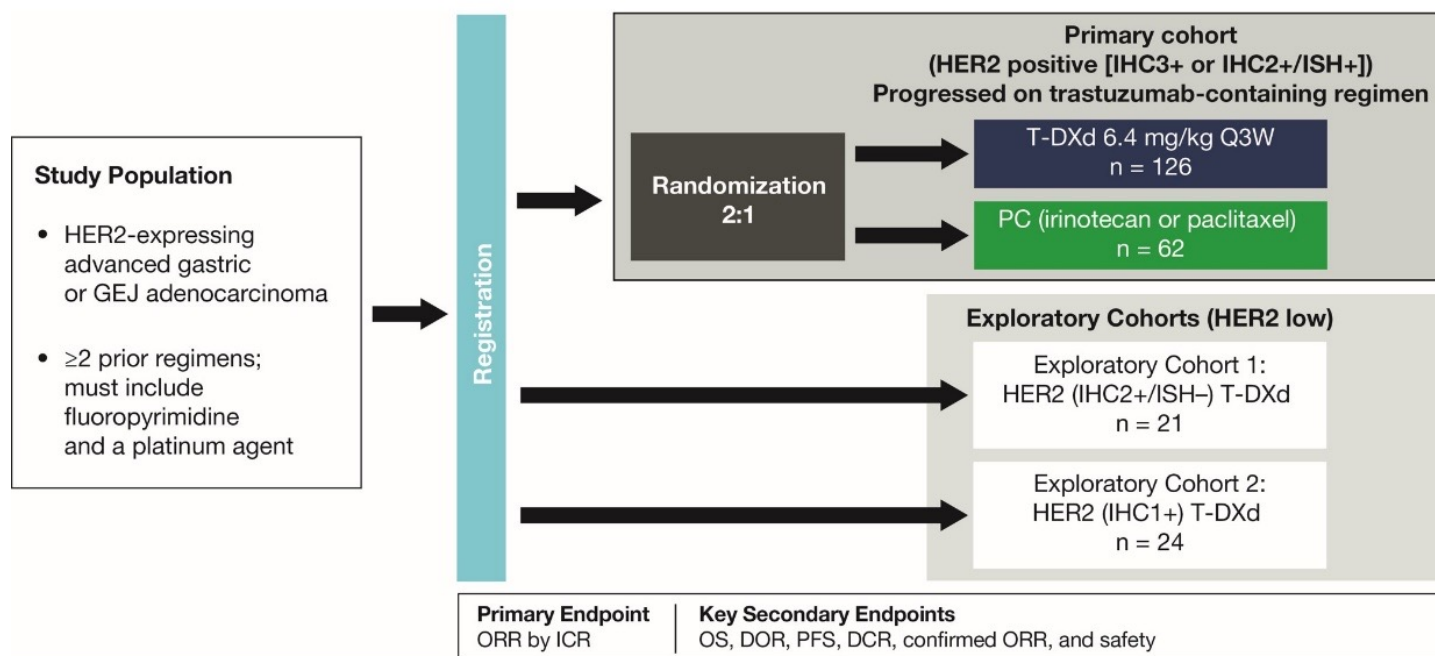 Study Population
• HER2-expressing
advanced gastric
or GEJ adenocarcinoma
• ≥2 prior regimens;
must include
fluoropyrimidine
and a platinum agent
Registration
Primary cohort
(HER2 positive [IHC3+ or IHC2+/ISH+])
Progressed on trastuzumab-containing regimen
Randomization
2:1
T-DXd 6.4 mg/kg Q3W
n = 126
PC (irinotecan or paclitaxel)
n = 62
Exploratory Cohorts (HER2 low)
Exploratory Cohort 1:
HER2 (IHC2+/ISH–) T-DXd
n = 21
Exploratory Cohort 2:
HER2 (IHC1+) T-DXd
n = 24
Primary Endpoint
ORR by ICR
Key Secondary Endpoints
OS, DOR, PFS, DCR, confirmed ORR, and safety